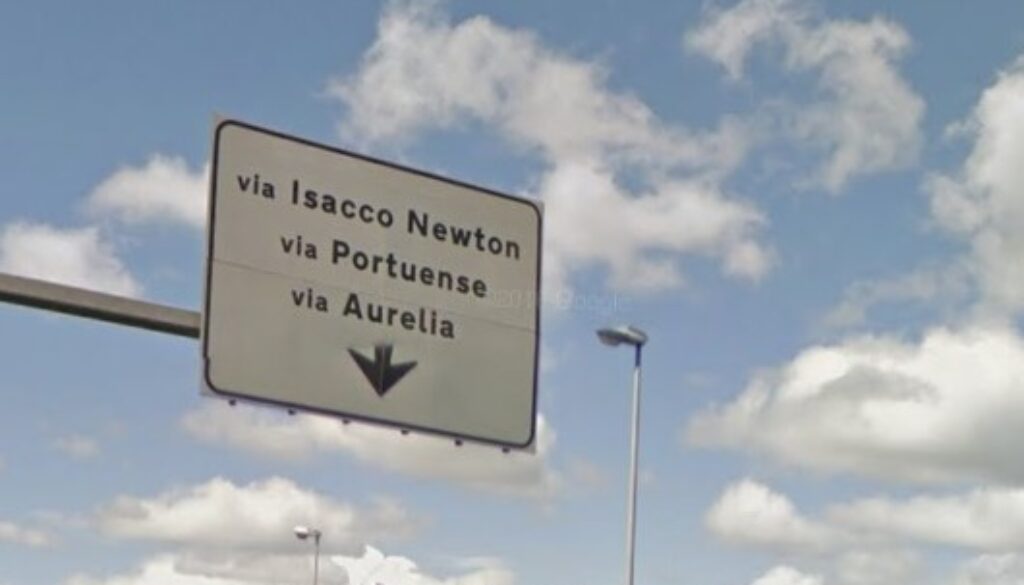 via Isacco Newton
via Portuense
via Aurelia